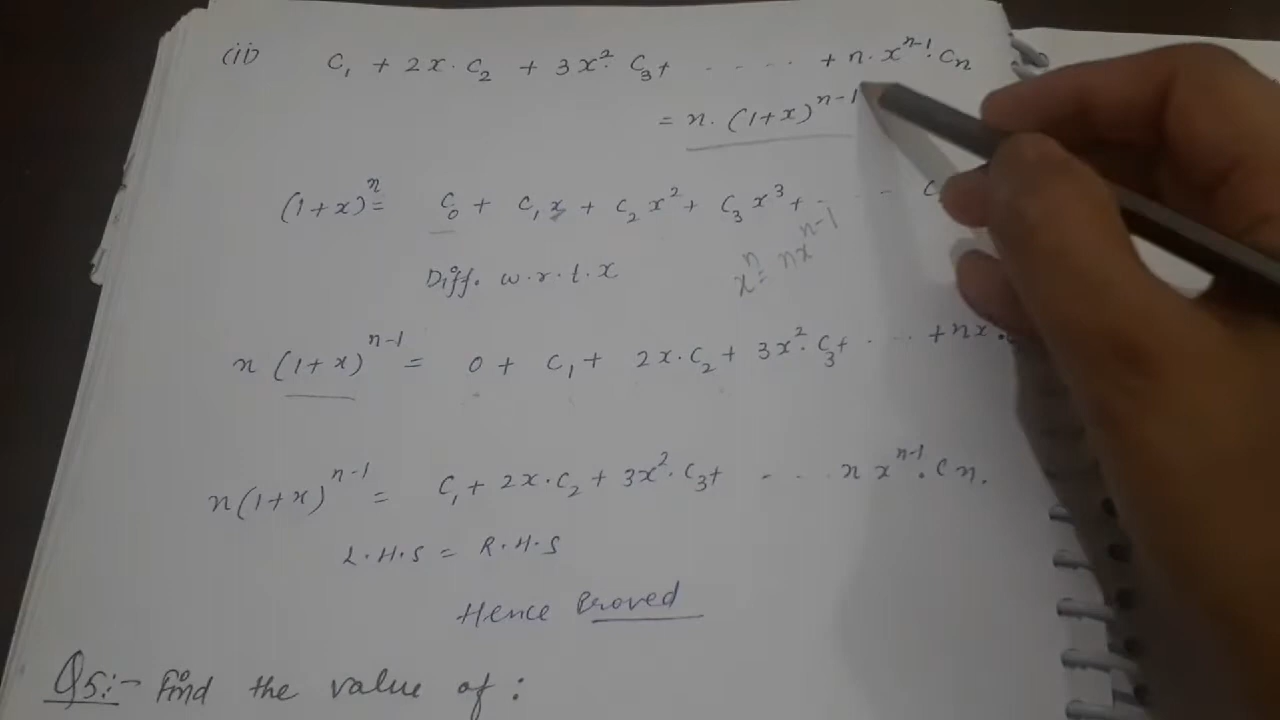 (ii) C₁ + 2x · C₂ + 3x² · C₃ + ..... + n · xⁿ⁻¹ · Cₙ
= n · (1+x)ⁿ⁻¹
(1+x)ⁿ = C₀ + C₁x + C₂x² + C₃x³ + ....
xⁿ = nxⁿ⁻¹
Diff. w.r.t. x
n (1+x)ⁿ⁻¹ = 0 + C₁ + 2x · C₂ + 3x² · C₃ + .... + nx
n(1+x)ⁿ⁻¹ = C₁ + 2x · C₂ + 3x² · C₃ + ... n xⁿ⁻¹ · Cn.
L.H.S = R.H.S
Hence Proved
Q5:- Find the value of :